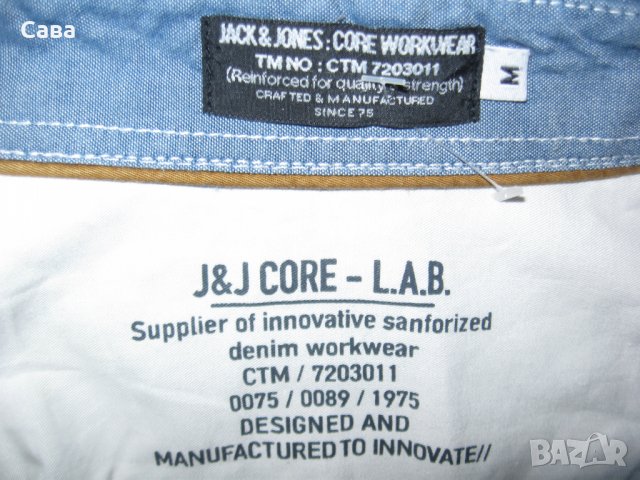 Сава
JACK & JONES : CORE WORKWEAR
TM NO : CTM 7203011
(Reinforced for quality & strength)
CRAFTED & MANUFACTURED
SINCE 75
M
J&J CORE - L.A.B.
Supplier of innovative sanforized
denim workwear
CTM / 7203011
0075 / 0089 / 1975
DESIGNED AND
MANUFACTURED TO INNOVATE//
BAZAR